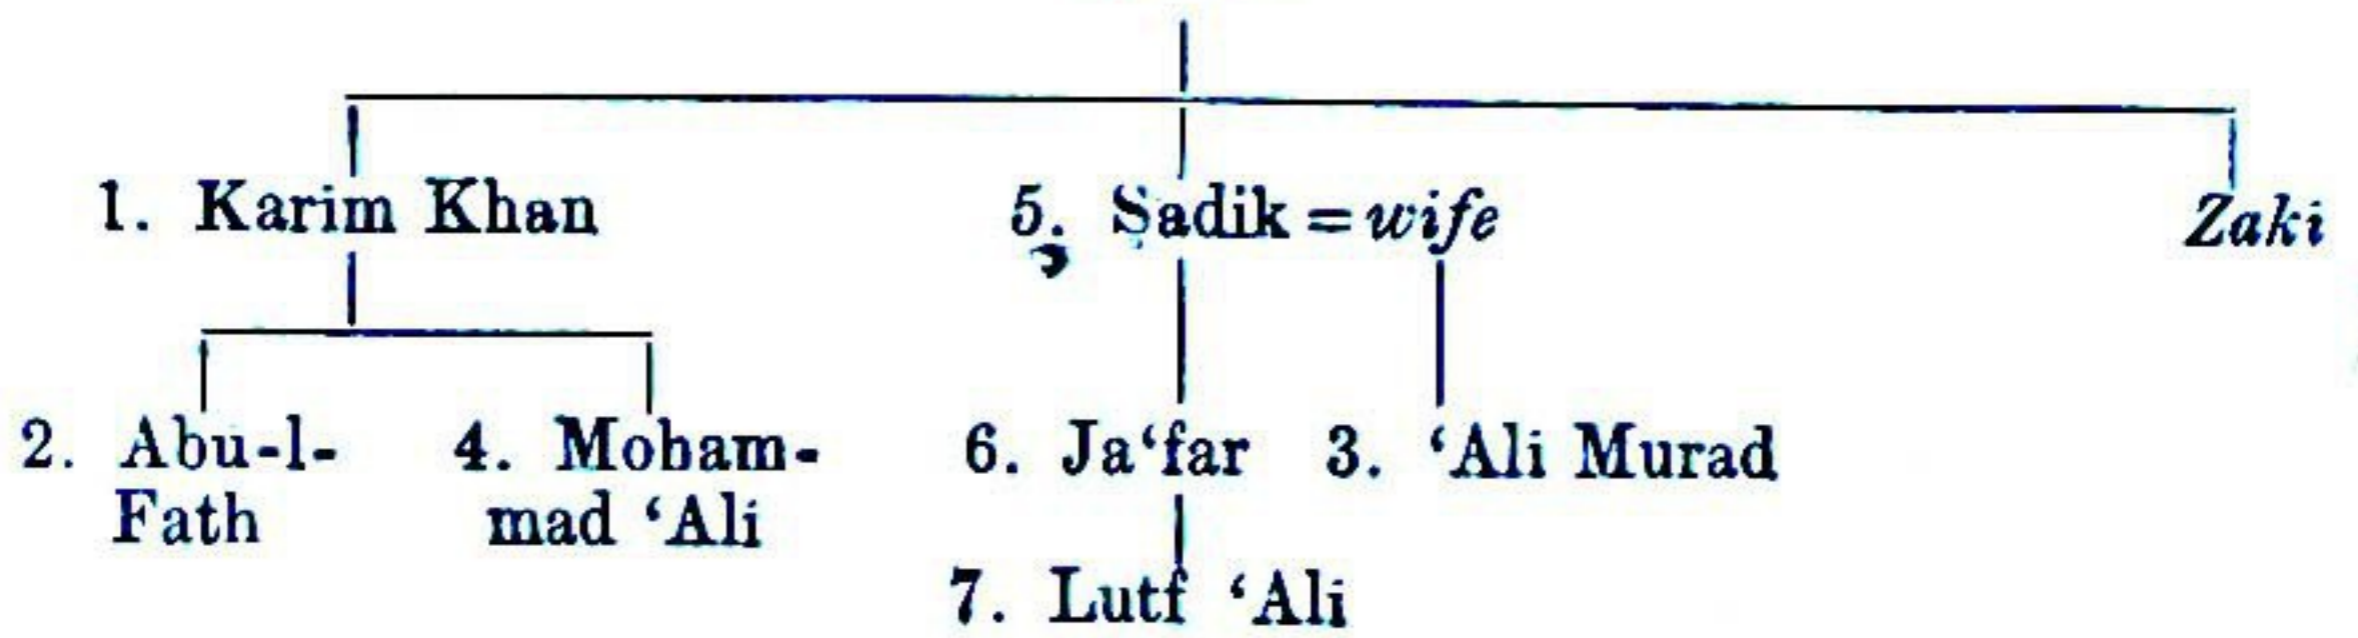 1. Karim Khan 5. Ṣadik = wife Zaki
2. Abu-l- 4. Moham- 6. Ja‘far 3. ‘Ali Murad
Fath mad ‘Ali
7. Lutf ‘Ali